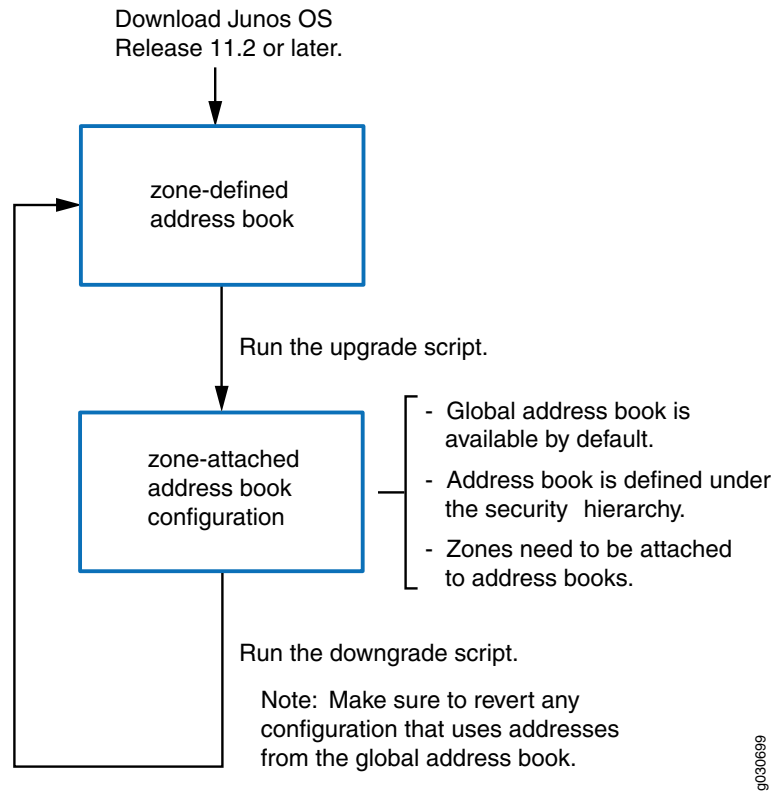 Download Junos OS
Release 11.2 or later.
zone-defined
address book
Run the upgrade script.
zone-attached
address book
configuration
- Global address book is
available by default.
- Address book is defined under
the security hierarchy.
- Zones need to be attached
to address books.
Run the downgrade script.
Note: Make sure to revert any
configuration that uses addresses
from the global address book.
g030699